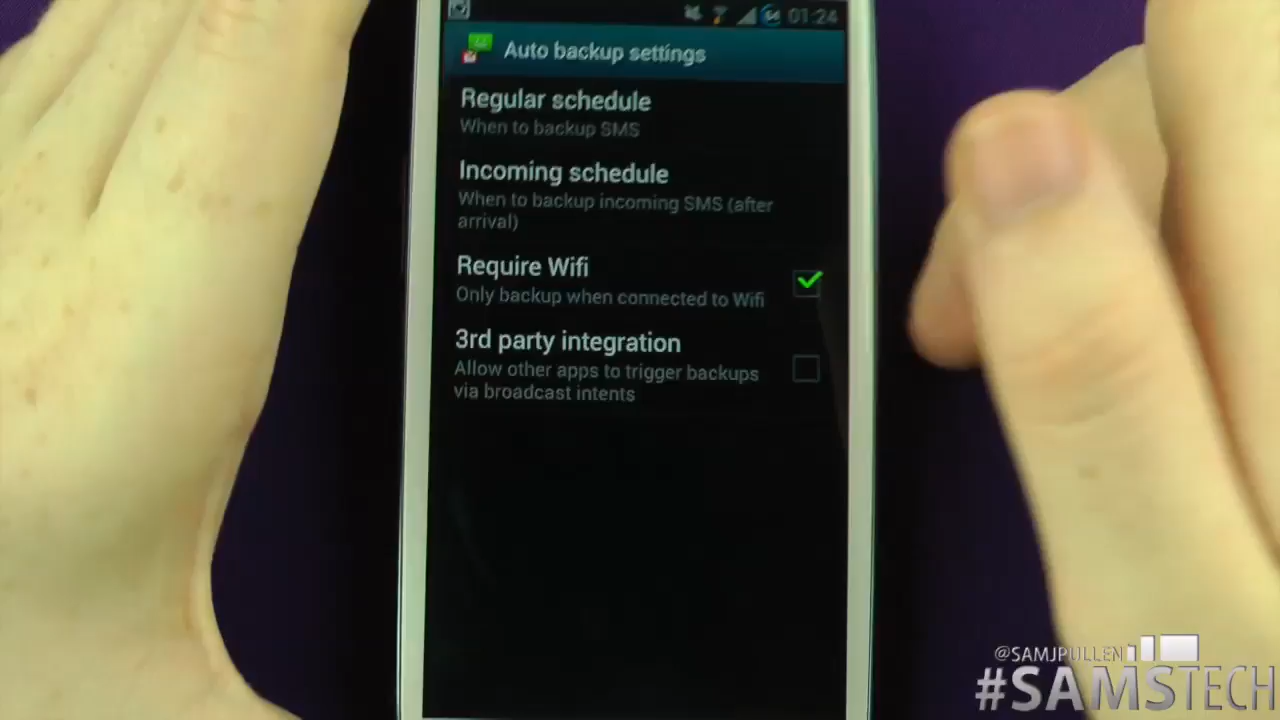 01:24
Auto backup settings
Regular schedule
When to backup SMS
Incoming schedule
When to backup incoming SMS (after
arrival)
Require Wifi
Only backup when connected to Wifi
3rd party integration
Allow other apps to trigger backups
via broadcast intents
@SAMJPULLEN
#SAMSTECH